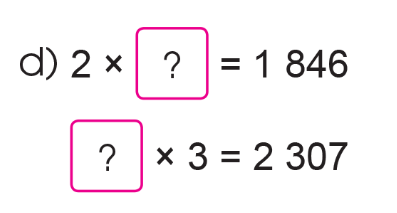 d) 2 × ? = 1 846
? × 3 = 2 307